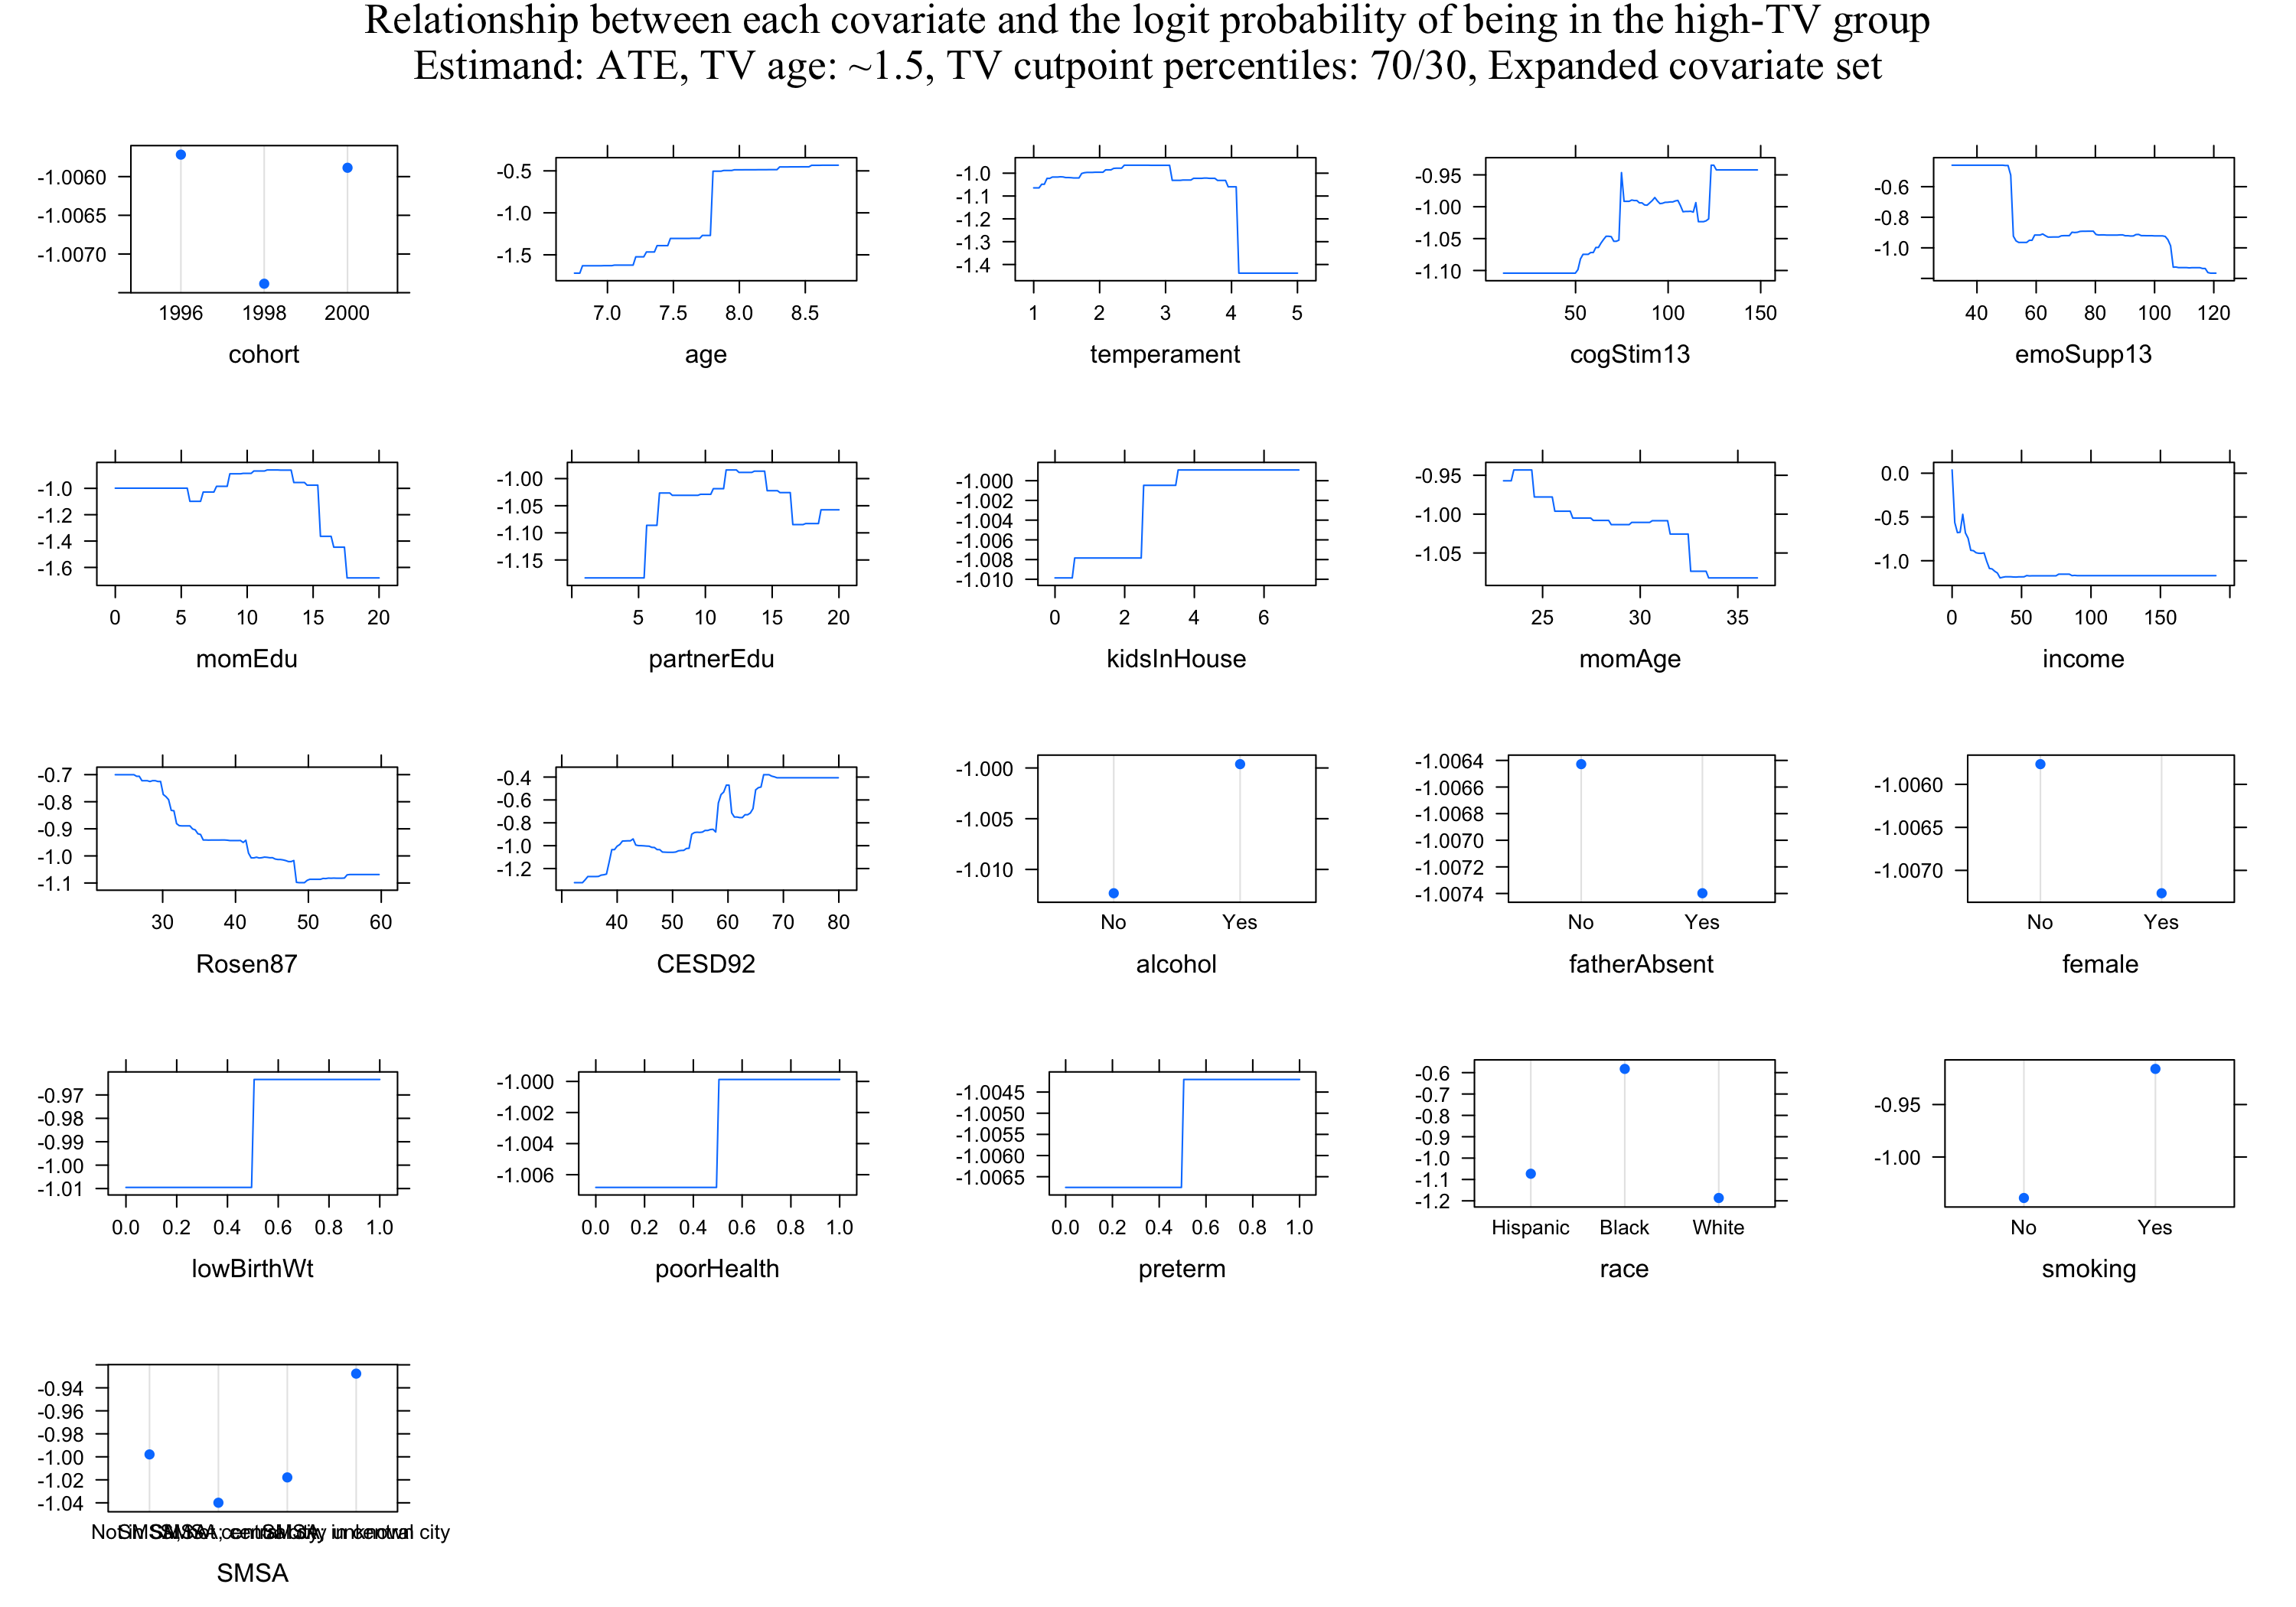 Relationship between each covariate and the logit probability of being in the high-TV group
Estimand: ATE, TV age: ~1.5, TV cutpoint percentiles: 70/30, Expanded covariate set
-1.0060
-1.0065
-1.0070
1996 1998 2000
cohort
-0.5
-1.0
-1.5
7.0 7.5 8.0 8.5
age
-1.0
-1.1
-1.2
-1.3
-1.4
1 2 3 4 5
temperament
-0.95
-1.00
-1.05
-1.10
50 100 150
cogStim13
-0.6
-0.8
-1.0
40 60 80 100 120
emoSupp13
-1.0
-1.2
-1.4
-1.6
0 5 10 15 20
momEdu
-1.00
-1.05
-1.10
-1.15
5 10 15 20
partnerEdu
-1.000
-1.002
-1.004
-1.006
-1.008
-1.010
0 2 4 6
kidsInHouse
-0.95
-1.00
-1.05
25 30 35
momAge
0.0
-0.5
-1.0
0 50 100 150
income
-0.7
-0.8
-0.9
-1.0
-1.1
30 40 50 60
Rosen87
-0.4
-0.6
-0.8
-1.0
-1.2
40 50 60 70 80
CESD92
-1.000
-1.005
-1.010
No Yes
alcohol
-1.0064
-1.0066
-1.0068
-1.0070
-1.0072
-1.0074
No Yes
fatherAbsent
-1.0060
-1.0065
-1.0070
No Yes
female
-0.97
-0.98
-0.99
-1.00
-1.01
0.0 0.2 0.4 0.6 0.8 1.0
lowBirthWt
-1.000
-1.002
-1.004
-1.006
0.0 0.2 0.4 0.6 0.8 1.0
poorHealth
-1.0045
-1.0050
-1.0055
-1.0060
-1.0065
0.0 0.2 0.4 0.6 0.8 1.0
preterm
-0.6
-0.7
-0.8
-0.9
-1.0
-1.1
-1.2
Hispanic Black White
race
-0.95
-1.00
No Yes
smoking
-0.94
-0.96
-0.98
-1.00
-1.02
-1.04
city
SMSA